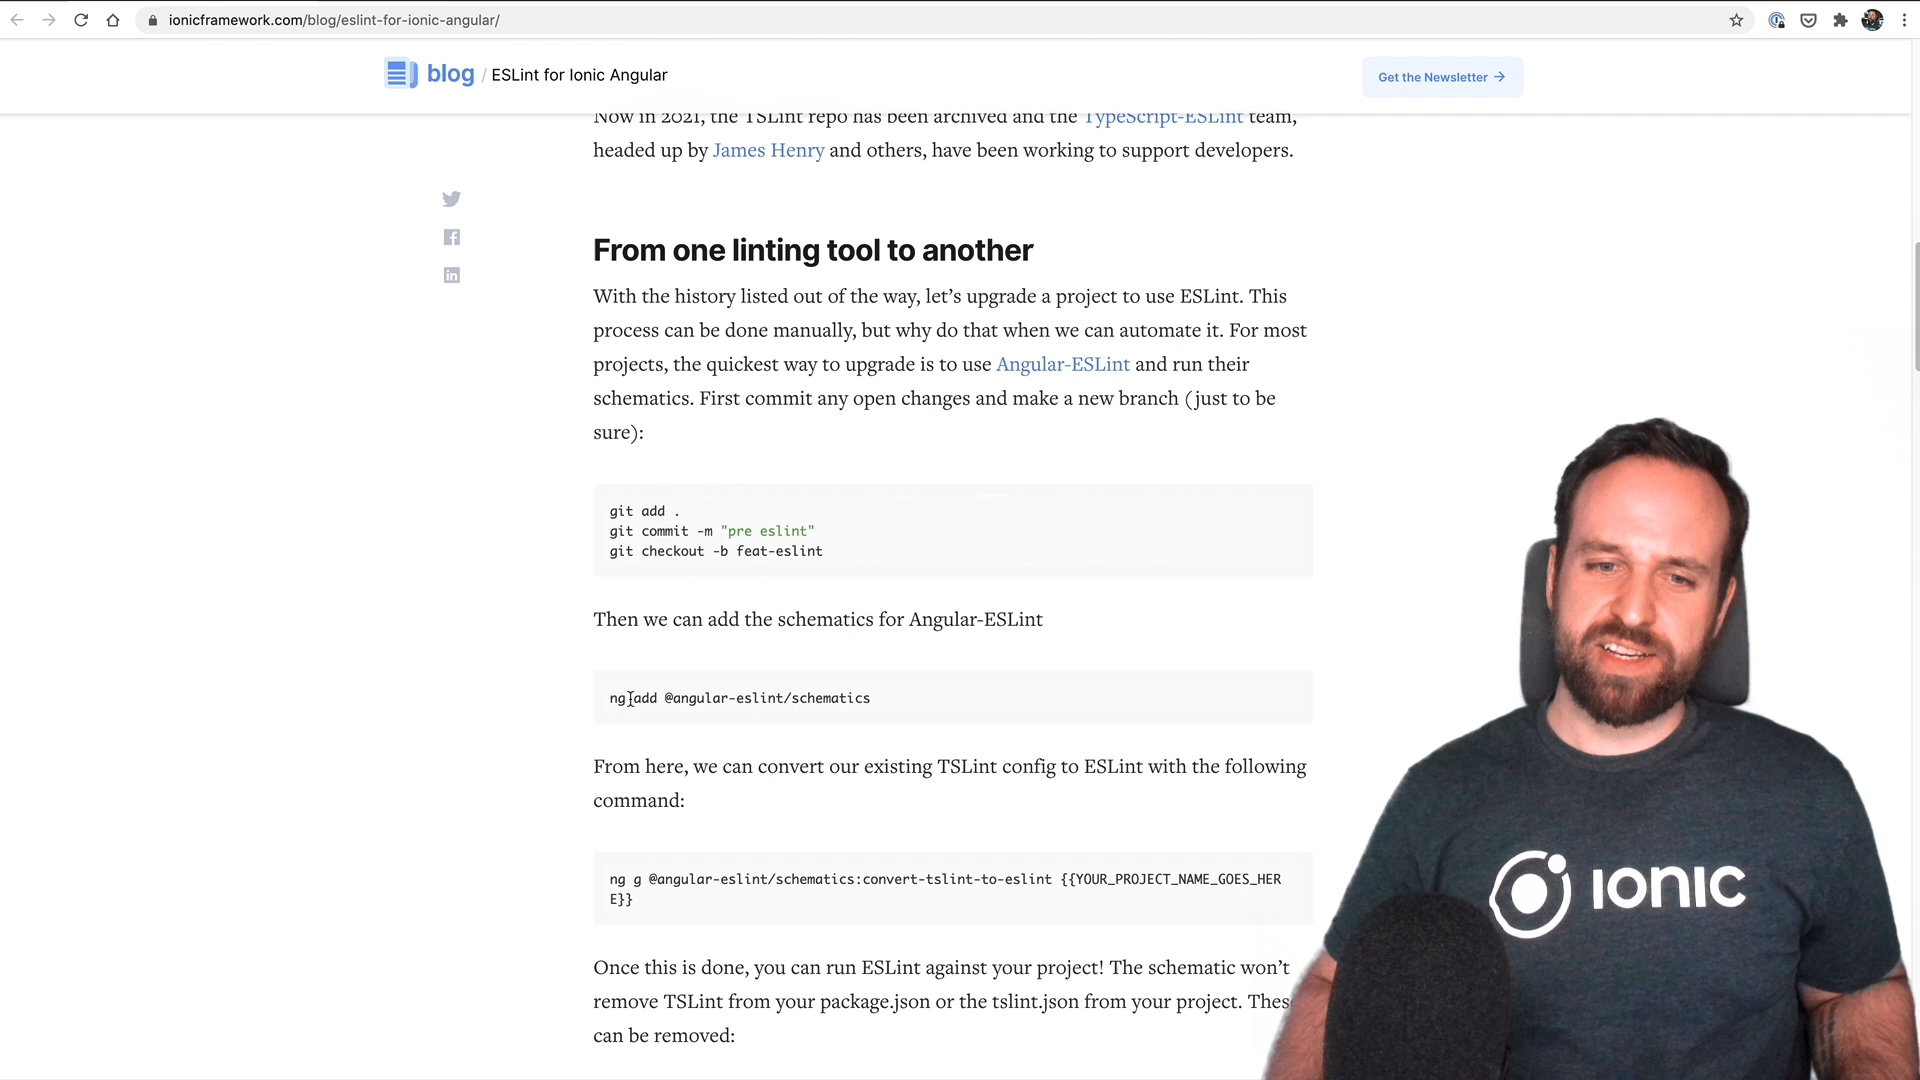 ionicframework.com/blog/eslint-for-ionic-angular/
blog / ESLint for Ionic Angular
Get the Newsletter →
Now in 2021, the TSLint repo has been archived and the TypeScript-ESLint team,
headed up by James Henry and others, have been working to support developers.
From one linting tool to another
With the history listed out of the way, let’s upgrade a project to use ESLint. This
process can be done manually, but why do that when we can automate it. For most
projects, the quickest way to upgrade is to use Angular-ESLint and run their
schematics. First commit any open changes and make a new branch (just to be
sure):
git add .
git commit -m "pre eslint"
git checkout -b feat-eslint
Then we can add the schematics for Angular-ESLint
ng add @angular-eslint/schematics
From here, we can convert our existing TSLint config to ESLint with the following
command:
ng g @angular-eslint/schematics:convert-tslint-to-eslint {{YOUR_PROJECT_NAME_GOES_HER
E}}
Once this is done, you can run ESLint against your project! The schematic won’t
remove TSLint from your package.json or the tslint.json from your project. These
can be removed:
IONIC